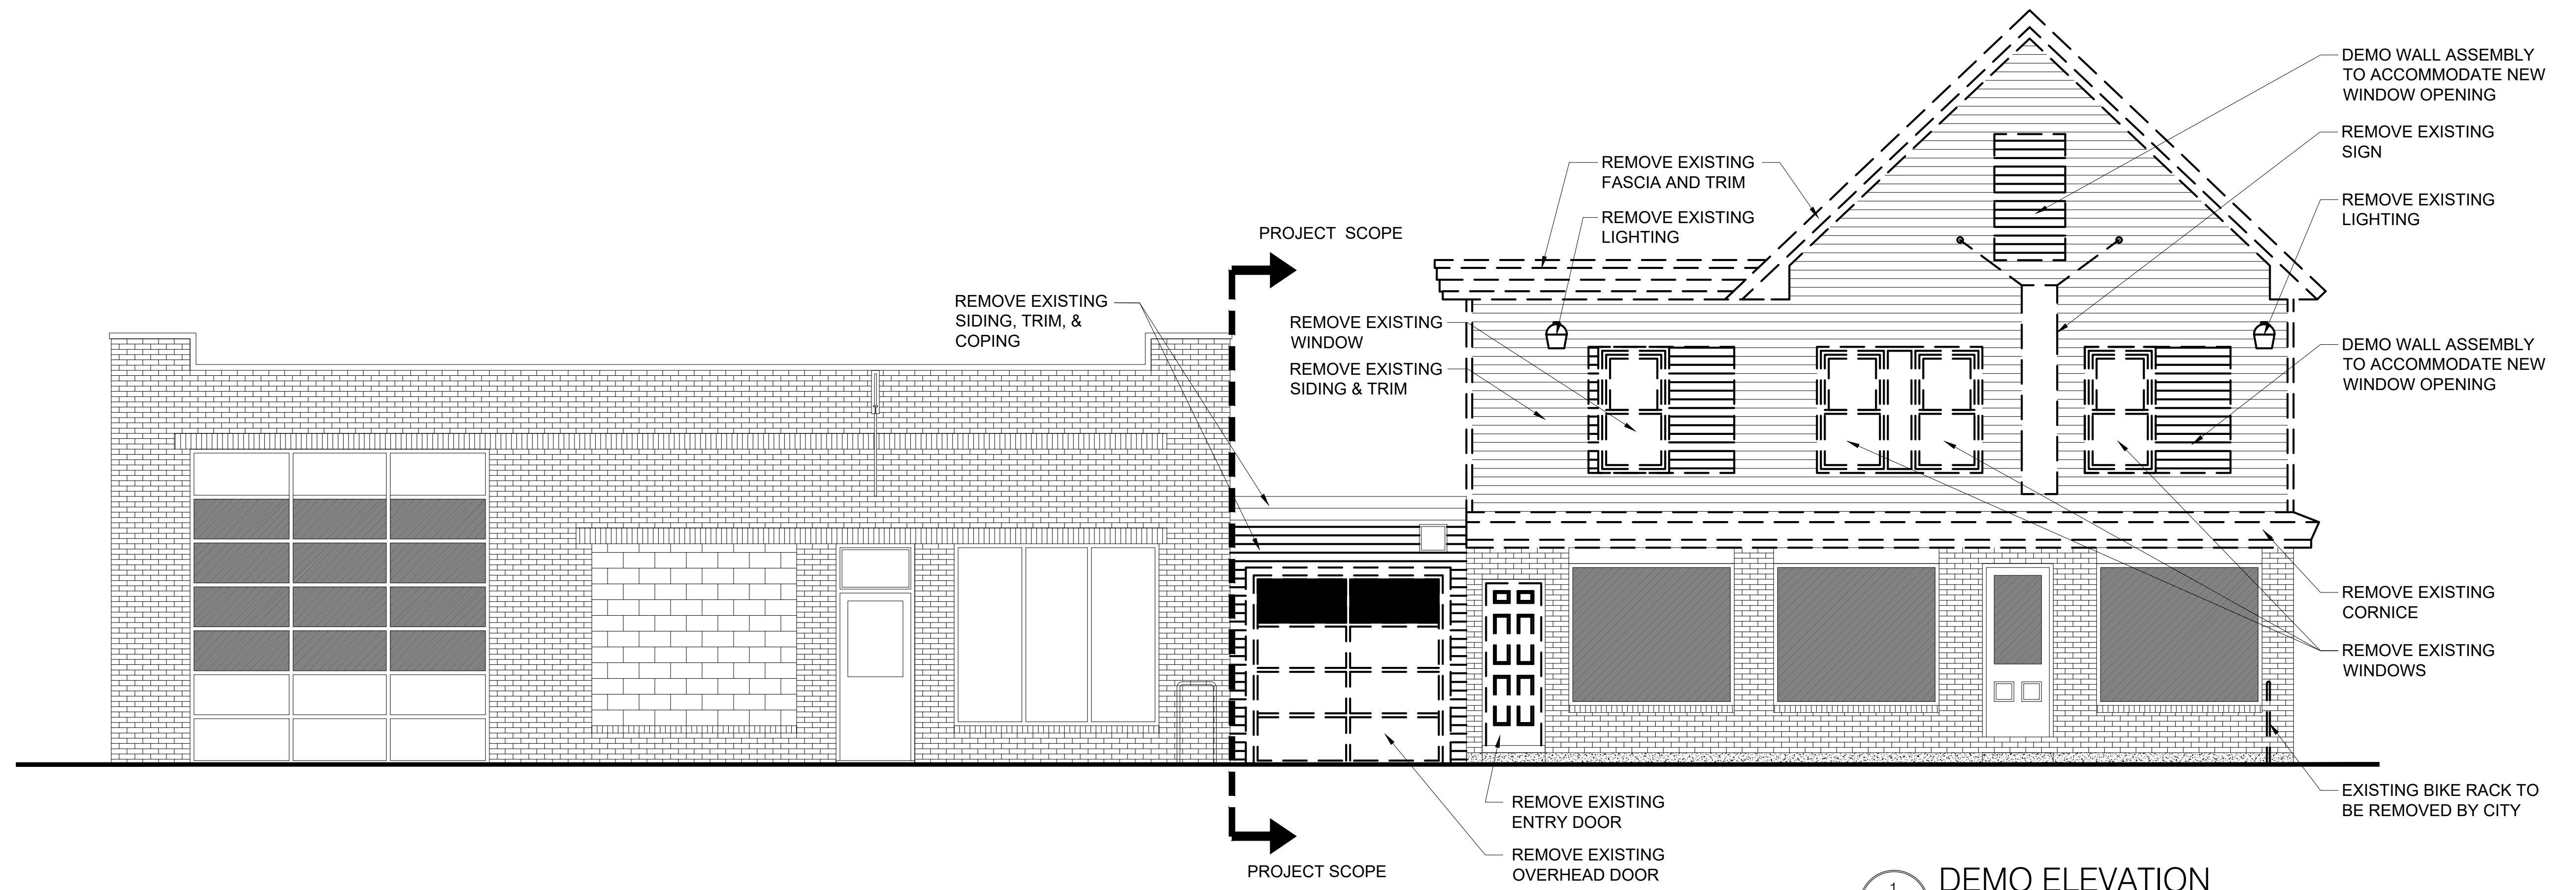 DEMO WALL ASSEMBLY
TO ACCOMMODATE NEW
WINDOW OPENING
REMOVE EXISTING
SIGN
REMOVE EXISTING
FASCIA AND TRIM
REMOVE EXISTING
LIGHTING
REMOVE EXISTING
LIGHTING
PROJECT SCOPE
REMOVE EXISTING
SIDING, TRIM, &
COPING
REMOVE EXISTING
WINDOW
REMOVE EXISTING
SIDING & TRIM
DEMO WALL ASSEMBLY
TO ACCOMMODATE NEW
WINDOW OPENING
REMOVE EXISTING
CORNICE
REMOVE EXISTING
WINDOWS
EXISTING BIKE RACK TO
BE REMOVED BY CITY
REMOVE EXISTING
ENTRY DOOR
REMOVE EXISTING
OVERHEAD DOOR
PROJECT SCOPE
1
DEMO ELEVATION